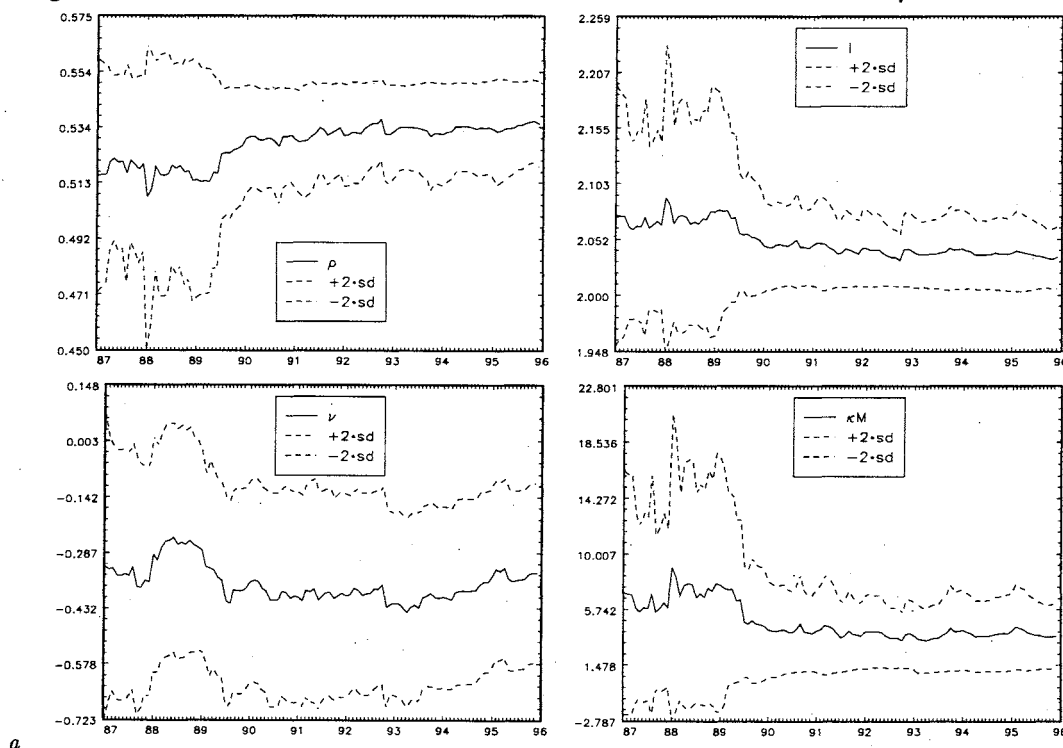 0.575
0.554
0.534
0.513
0.492
0.471
0.450
ρ
+2•sd
−2•sd
87 88 89 90 91 92 93 94 95 96
2.259
2.207
2.155
2.103
2.052
2.000
1.948
l
+2•sd
−2•sd
87 88 89 90 91 92 93 94 95 96
0.148
0.003
−0.142
−0.287
−0.432
−0.578
−0.723
ν
+2•sd
−2•sd
87 88 89 90 91 92 93 94 95 96
22.801
18.536
14.272
10.007
5.742
1.478
−2.787
κM
+2•sd
−2•sd
87 88 89 90 91 92 93 94 95 96
a